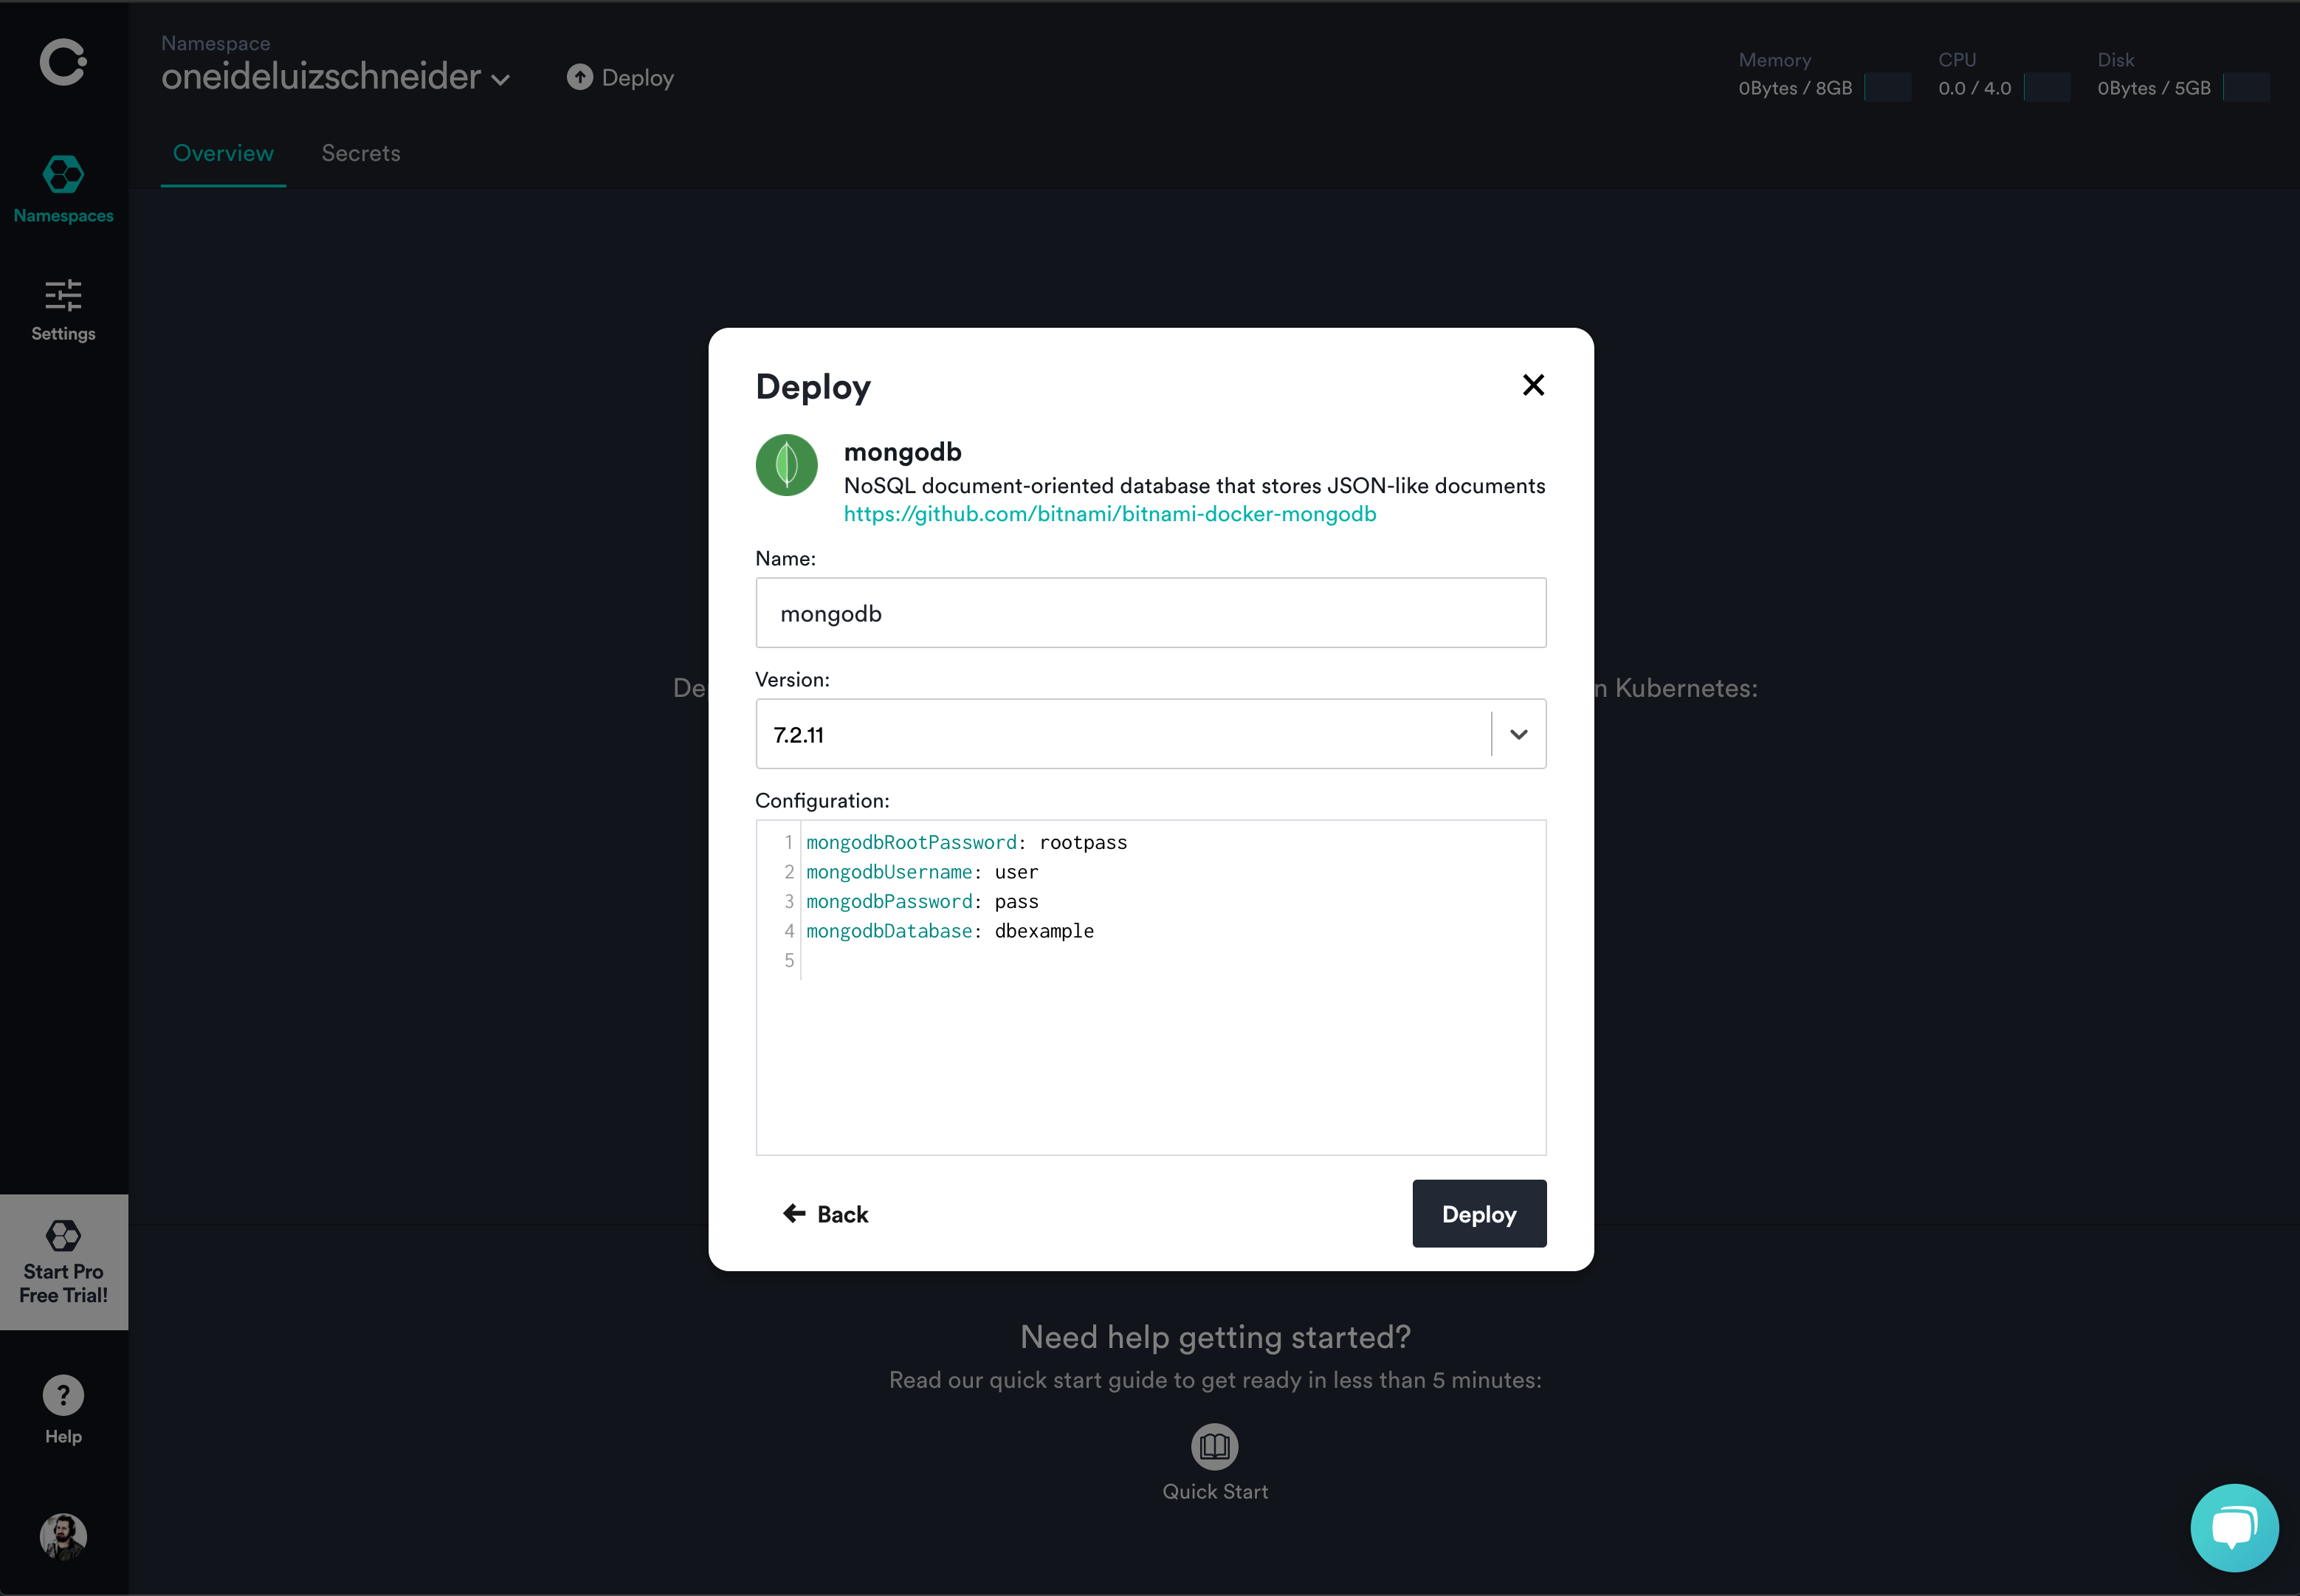 Namespace
oneideluizschneider
Deploy
Memory
0Bytes / 8GB
CPU
0.0 / 4.0
Disk
0Bytes / 5GB
Overview
Secrets
Namespaces
Settings
Deploy
mongodb
NoSQL document-oriented database that stores JSON-like documents
https://github.com/bitnami/bitnami-docker-mongodb
Name:
mongodb
De
n Kubernetes:
Version:
7.2.11
Configuration:
1 mongodbRootPassword: rootpass
2 mongodbUsername: user
3 mongodbPassword: pass
4 mongodbDatabase: dbexample
5
Back
Deploy
Start Pro
Free Trial!
Need help getting started?
Read our quick start guide to get ready in less than 5 minutes:
Quick Start
?
Help